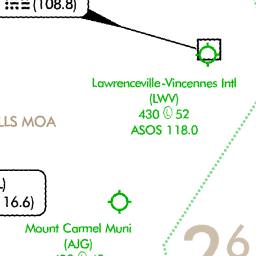 (108.8)
Lawrenceville-Vincennes Intl
(LWV)
430 Ⓛ 52
ASOS 118.0
LLS MOA
L)
116.6)
Mount Carmel Muni
(AJG)
26